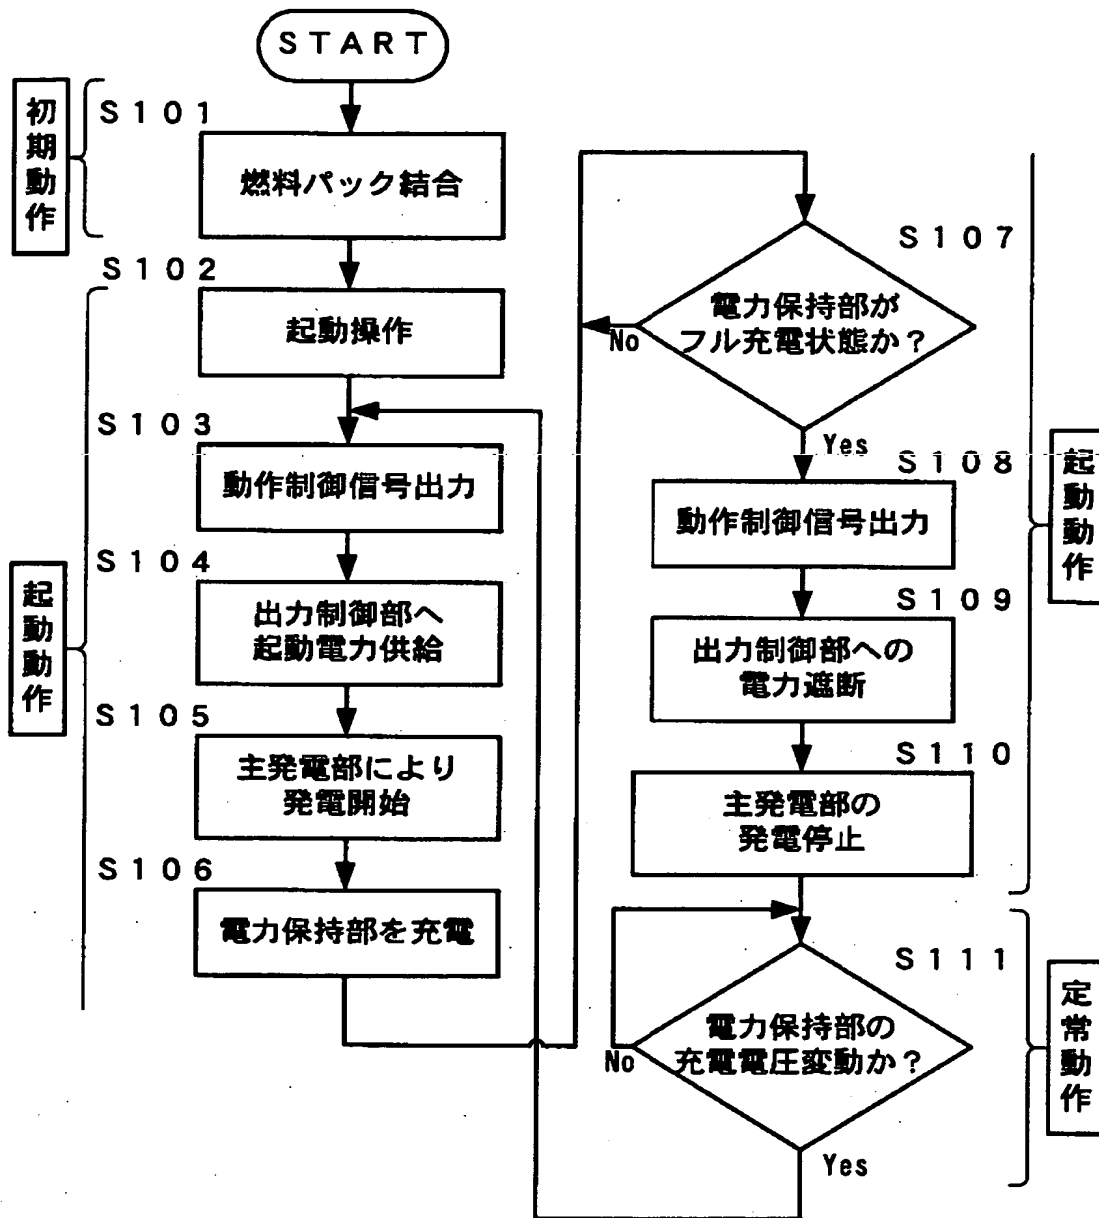 START
初期動作
S101
燃料パック結合
S102
起動操作
S103
動作制御信号出力
起動動作
S104
出力制御部へ
起動電力供給
S105
主発電部により
発電開始
S106
電力保持部を充電
S107
電力保持部が
フル充電状態か？
No
Yes
S108
動作制御信号出力
起動動作
S109
出力制御部への
電力遮断
S110
主発電部の
発電停止
S111
電力保持部の
充電電圧変動か？
No
Yes
定常動作